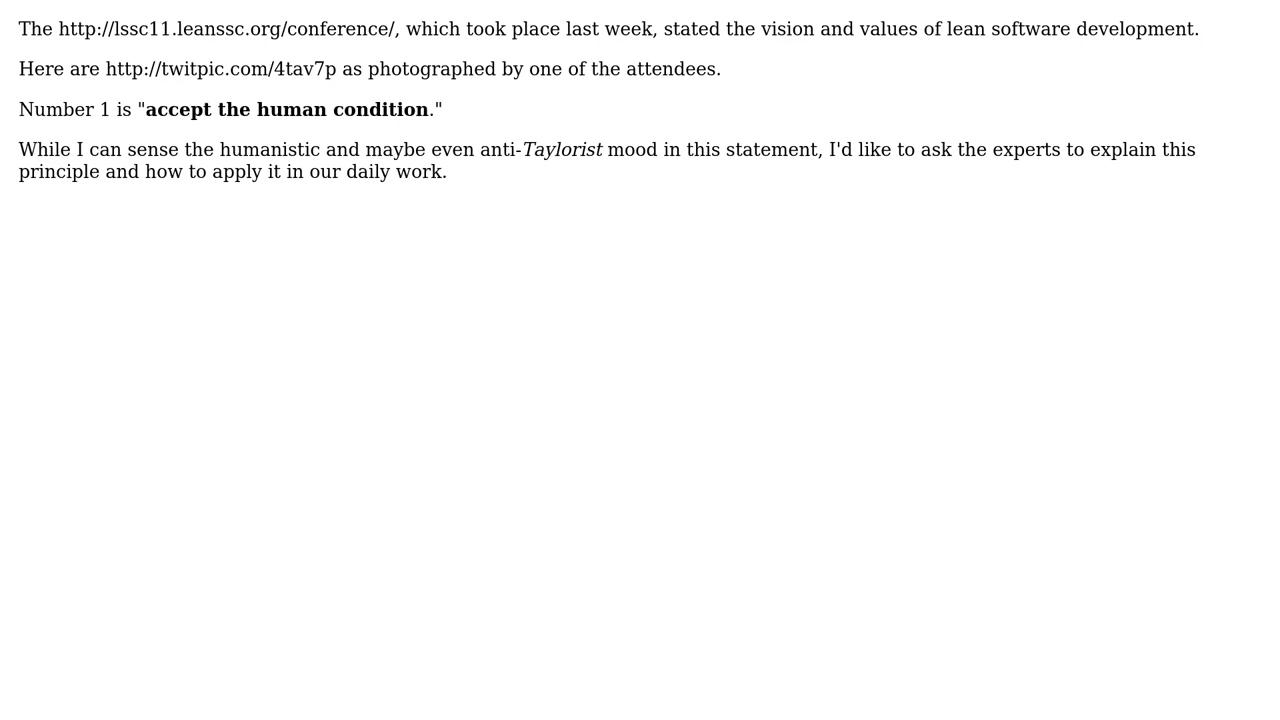 The http://lssc11.leanssc.org/conference/, which took place last week, stated the vision and values of lean software development.
Here are http://twitpic.com/4tav7p as photographed by one of the attendees.
Number 1 is "accept the human condition."
While I can sense the humanistic and maybe even anti-Taylorist mood in this statement, I'd like to ask the experts to explain this
principle and how to apply it in our daily work.